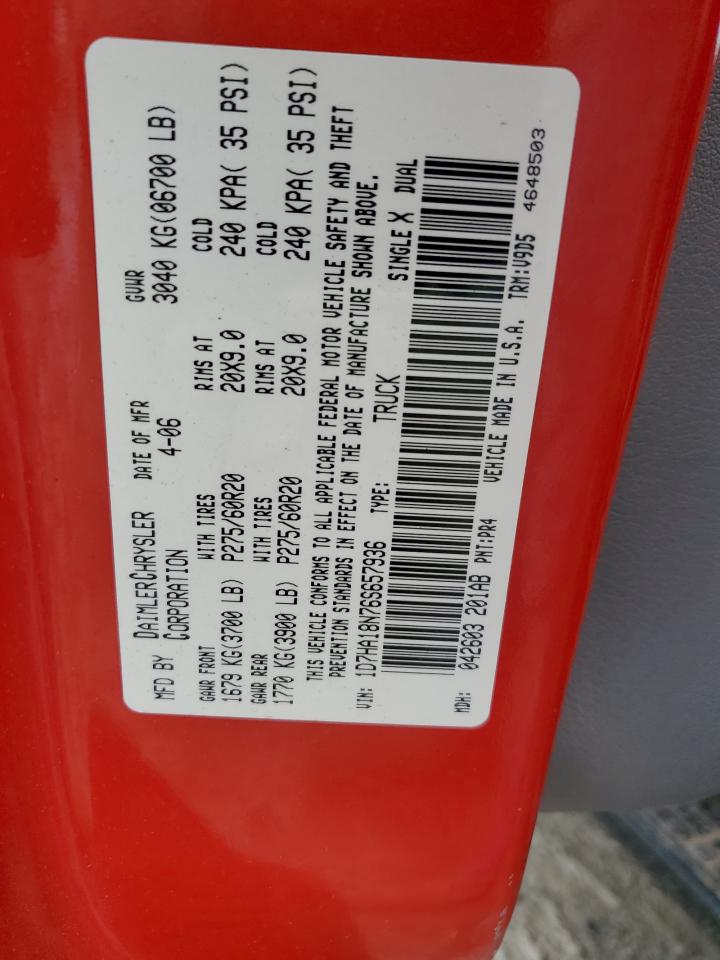 MFD BY DAIMLERCHRYSLER CORPORATION DATE OF MFR 4-06 GVWR 3040 KG(06700 LB)
GAWR FRONT WITH TIRES RIMS AT COLD
1679 KG(3700 LB) P275/60R20 20X9.0 240 KPA( 35 PSI)
GAWR REAR WITH TIRES RIMS AT COLD
1770 KG(3900 LB) P275/60R20 20X9.0 240 KPA( 35 PSI)
THIS VEHICLE CONFORMS TO ALL APPLICABLE FEDERAL MOTOR VEHICLE SAFETY AND THEFT
PREVENTION STANDARDS IN EFFECT ON THE DATE OF MANUFACTURE SHOWN ABOVE.
VIN: 1D7HA18N76S657936 TYPE: TRUCK SINGLE X DUAL
MDH: 042603 201AB PNT:PR4 VEHICLE MADE IN U.S.A. TRM:V9D5 4648503